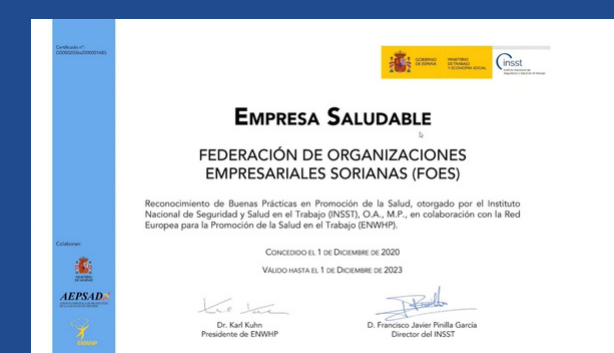 Certificado nº:
GOBIERNO DE ESPAÑA
MINISTERIO DE TRABAJO Y ECONOMÍA SOCIAL
insst
EMPRESA SALUDABLE
FEDERACIÓN DE ORGANIZACIONES
EMPRESARIALES SORIANAS (FOES)
Reconocimiento de Buenas Prácticas en Promoción de la Salud, otorgado por el Instituto
Nacional de Seguridad y Salud en el Trabajo (INSST), O.A., M.P., en colaboración con la Red
Europea para la Promoción de la Salud en el Trabajo (ENWHP).
CONCEDIDO EL 1 DE DICIEMBRE DE 2020
VÁLIDO HASTA EL 1 DE DICIEMBRE DE 2023
Colaboran:
AEPSAD
ENWHP
Dr. Karl Kuhn
Presidente de ENWHP
D. Francisco Javier Pinilla García
Director del INSST